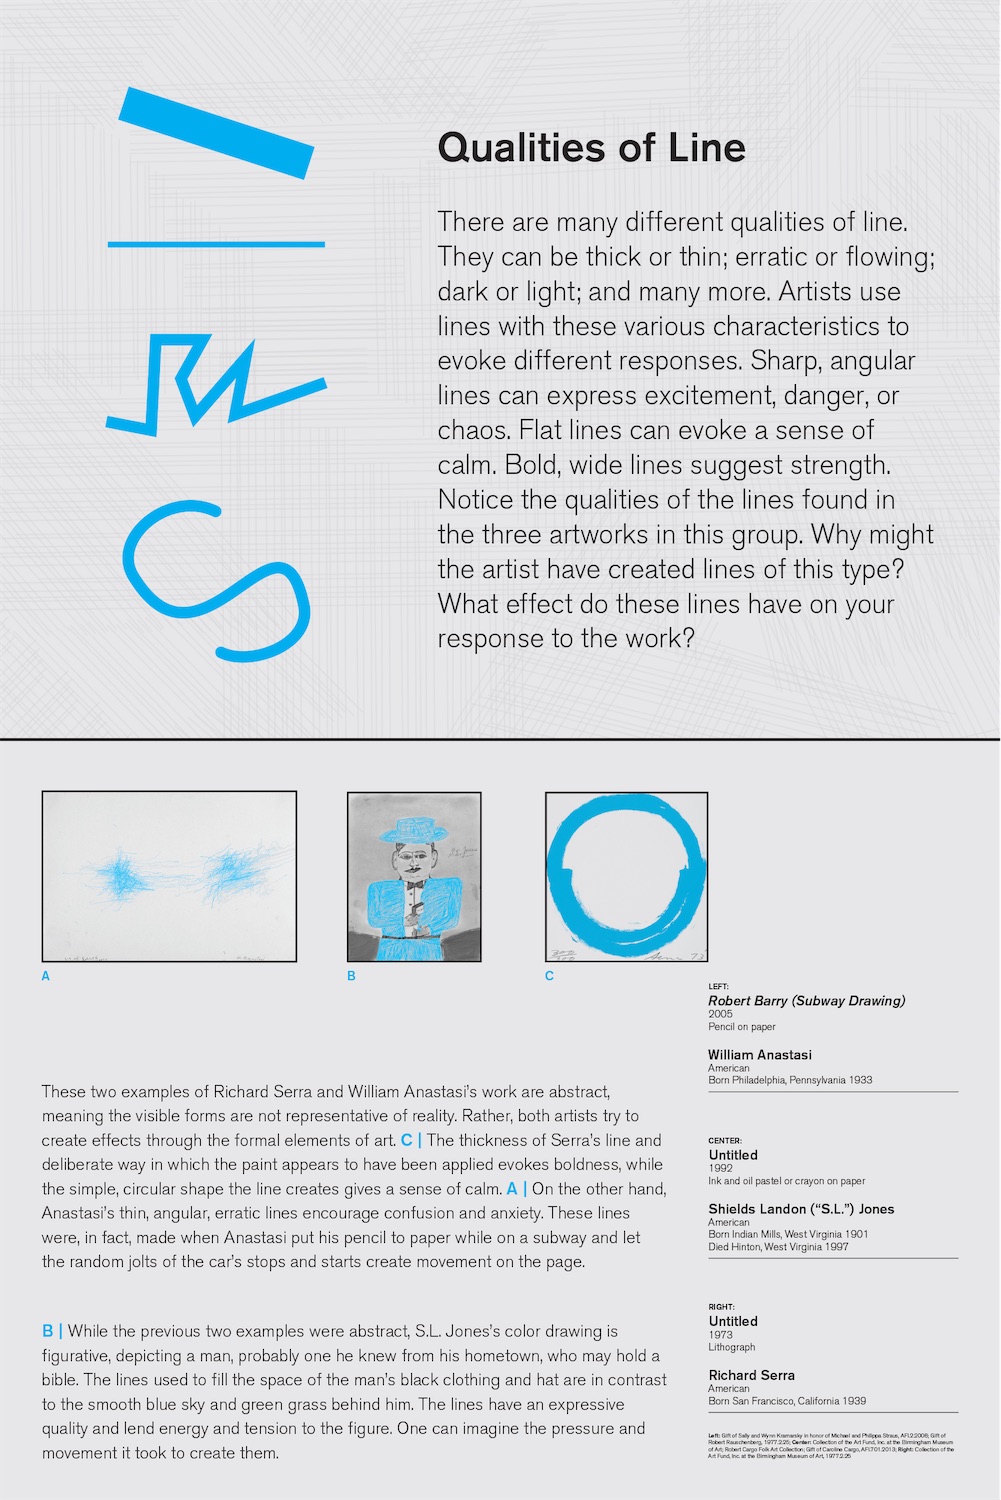 Qualities of Line
There are many different qualities of line.
They can be thick or thin; erratic or flowing;
dark or light; and many more. Artists use
lines with these various characteristics to
evoke different responses. Sharp, angular
lines can express excitement, danger, or
chaos. Flat lines can evoke a sense of
calm. Bold, wide lines suggest strength.
Notice the qualities of the lines found in
the three artworks in this group. Why might
the artist have created lines of this type?
What effect do these lines have on your
response to the work?
A
B
C
These two examples of Richard Serra and William Anastasi's work are abstract,
meaning the visible forms are not representative of reality. Rather, both artists try to
create effects through the formal elements of art. C | The thickness of Serra's line and
deliberate way in which the paint appears to have been applied evokes boldness, while
the simple, circular shape the line creates gives a sense of calm. A | On the other hand,
Anastasi's thin, angular, erratic lines encourage confusion and anxiety. These lines
were, in fact, made when Anastasi put his pencil to paper while on a subway and let
the random jolts of the car's stops and starts create movement on the page.
B | While the previous two examples were abstract, S.L. Jones's color drawing is
figurative, depicting a man, probably one he knew from his hometown, who may hold a
bible. The lines used to fill the space of the man's black clothing and hat are in contrast
to the smooth blue sky and green grass behind him. The lines have an expressive
quality and lend energy and tension to the figure. One can imagine the pressure and
movement it took to create them.
LEFT:
Robert Barry (Subway Drawing)
2005
Pencil on paper
William Anastasi
American
Born Philadelphia, Pennsylvania 1933
CENTER:
Untitled
1992
Ink and oil pastel or crayon on paper
Shields Landon ("S.L.") Jones
American
Born Indian Mills, West Virginia 1901
Died Hinton, West Virginia 1997
RIGHT:
Untitled
1973
Lithograph
Richard Serra
American
Born San Francisco, California 1939
Left: Gift of Sally and Wynn Kramarsky in honor of Michael and Philippa Straus, AFI.2.2008; Gift of
Robert Rauschenberg, 1977.2.25; Center: Collection of the Art Fund, Inc. at the Birmingham Museum
of Art; Robert Cargo Folk Art Collection; Gift of Caroline Cargo, AFI.701.2013; Right: Collection of the
Art Fund, Inc. at the Birmingham Museum of Art, 1977.2.25